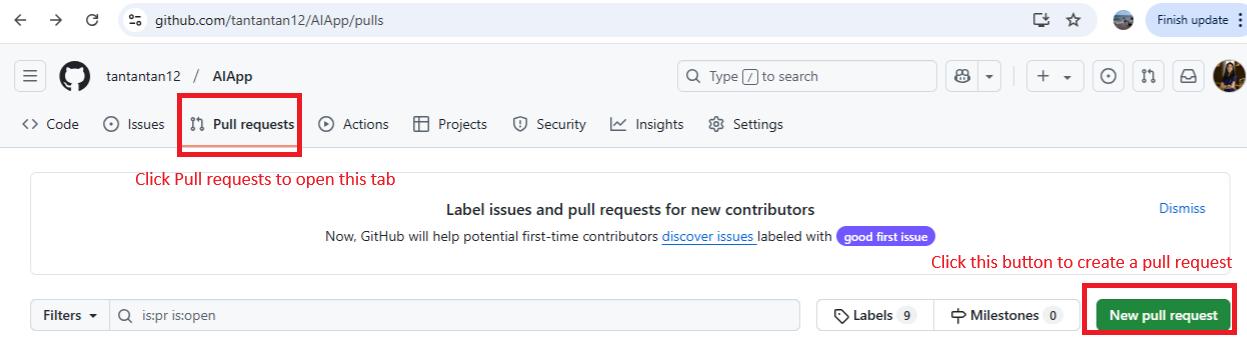 github.com/tantantan12/AIApp/pulls
Finish update
tantantan12 / AIApp
Type / to search
Code Issues Pull requests Actions Projects Security Insights Settings
Click Pull requests to open this tab
Label issues and pull requests for new contributors
Dismiss
Now, GitHub will help potential first-time contributors discover issues labeled with good first issue
Click this button to create a pull request
Filters is:pr is:open Labels 9 Milestones 0 New pull request